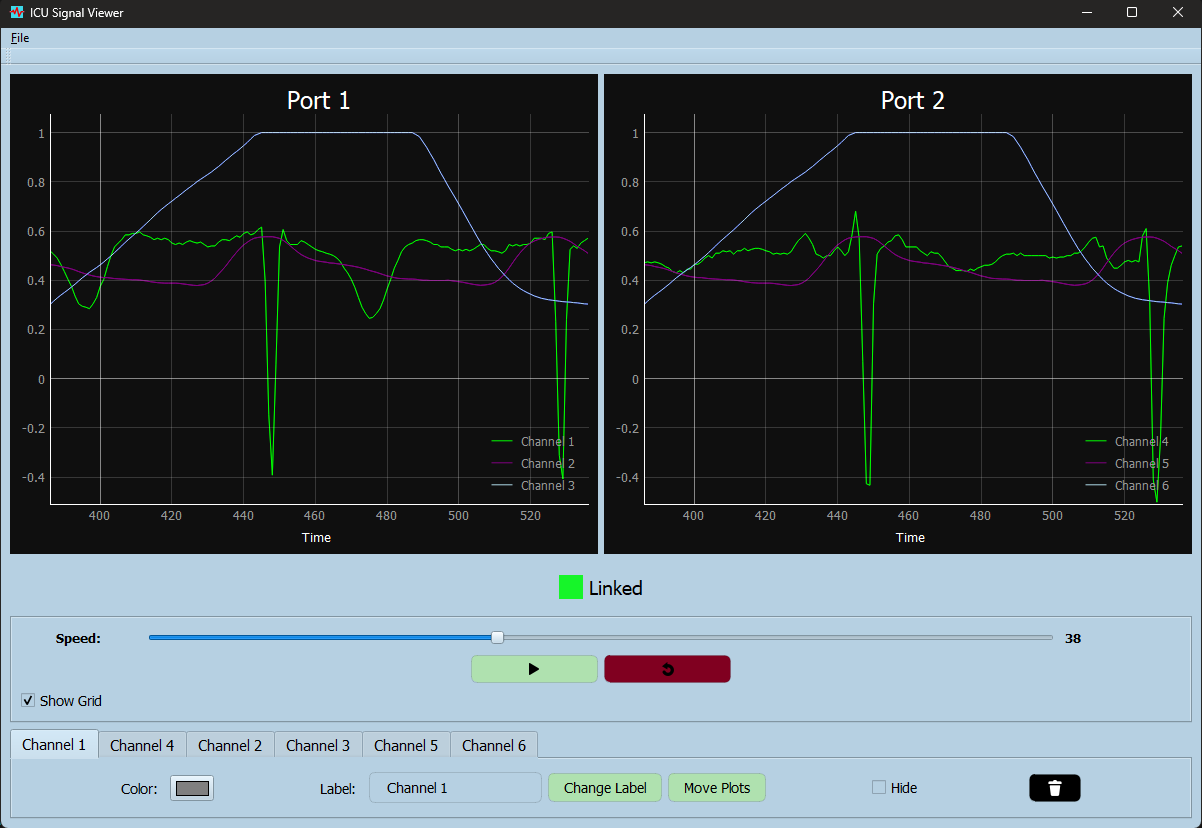 ICU Signal Viewer
File
Port 1
1
0.8
0.6
0.4
0.2
0
-0.2
-0.4
Channel 1
Channel 2
Channel 3
400 420 440 460 480 500 520
Time
Port 2
1
0.8
0.6
0.4
0.2
0
-0.2
-0.4
Channel 4
Channel 5
Channel 6
400 420 440 460 480 500 520
Time
Linked
Speed: 38
Show Grid
Channel 1 Channel 4 Channel 2 Channel 3 Channel 5 Channel 6
Color: Label: Channel 1 Change Label Move Plots Hide